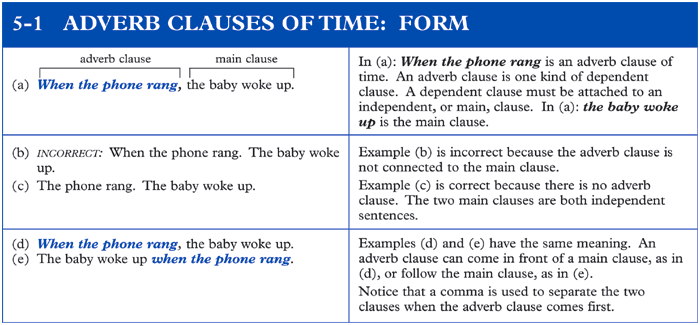 5-1 ADVERB CLAUSES OF TIME: FORM
adverb clause main clause
(a) When the phone rang, the baby woke up.
In (a): When the phone rang is an adverb clause of
time. An adverb clause is one kind of dependent
clause. A dependent clause must be attached to an
independent, or main, clause. In (a): the baby woke
up is the main clause.
(b) INCORRECT: When the phone rang. The baby woke
up.
(c) The phone rang. The baby woke up.
Example (b) is incorrect because the adverb clause is
not connected to the main clause.
Example (c) is correct because there is no adverb
clause. The two main clauses are both independent
sentences.
(d) When the phone rang, the baby woke up.
(e) The baby woke up when the phone rang.
Examples (d) and (e) have the same meaning. An
adverb clause can come in front of a main clause, as in
(d), or follow the main clause, as in (e).
Notice that a comma is used to separate the two
clauses when the adverb clause comes first.